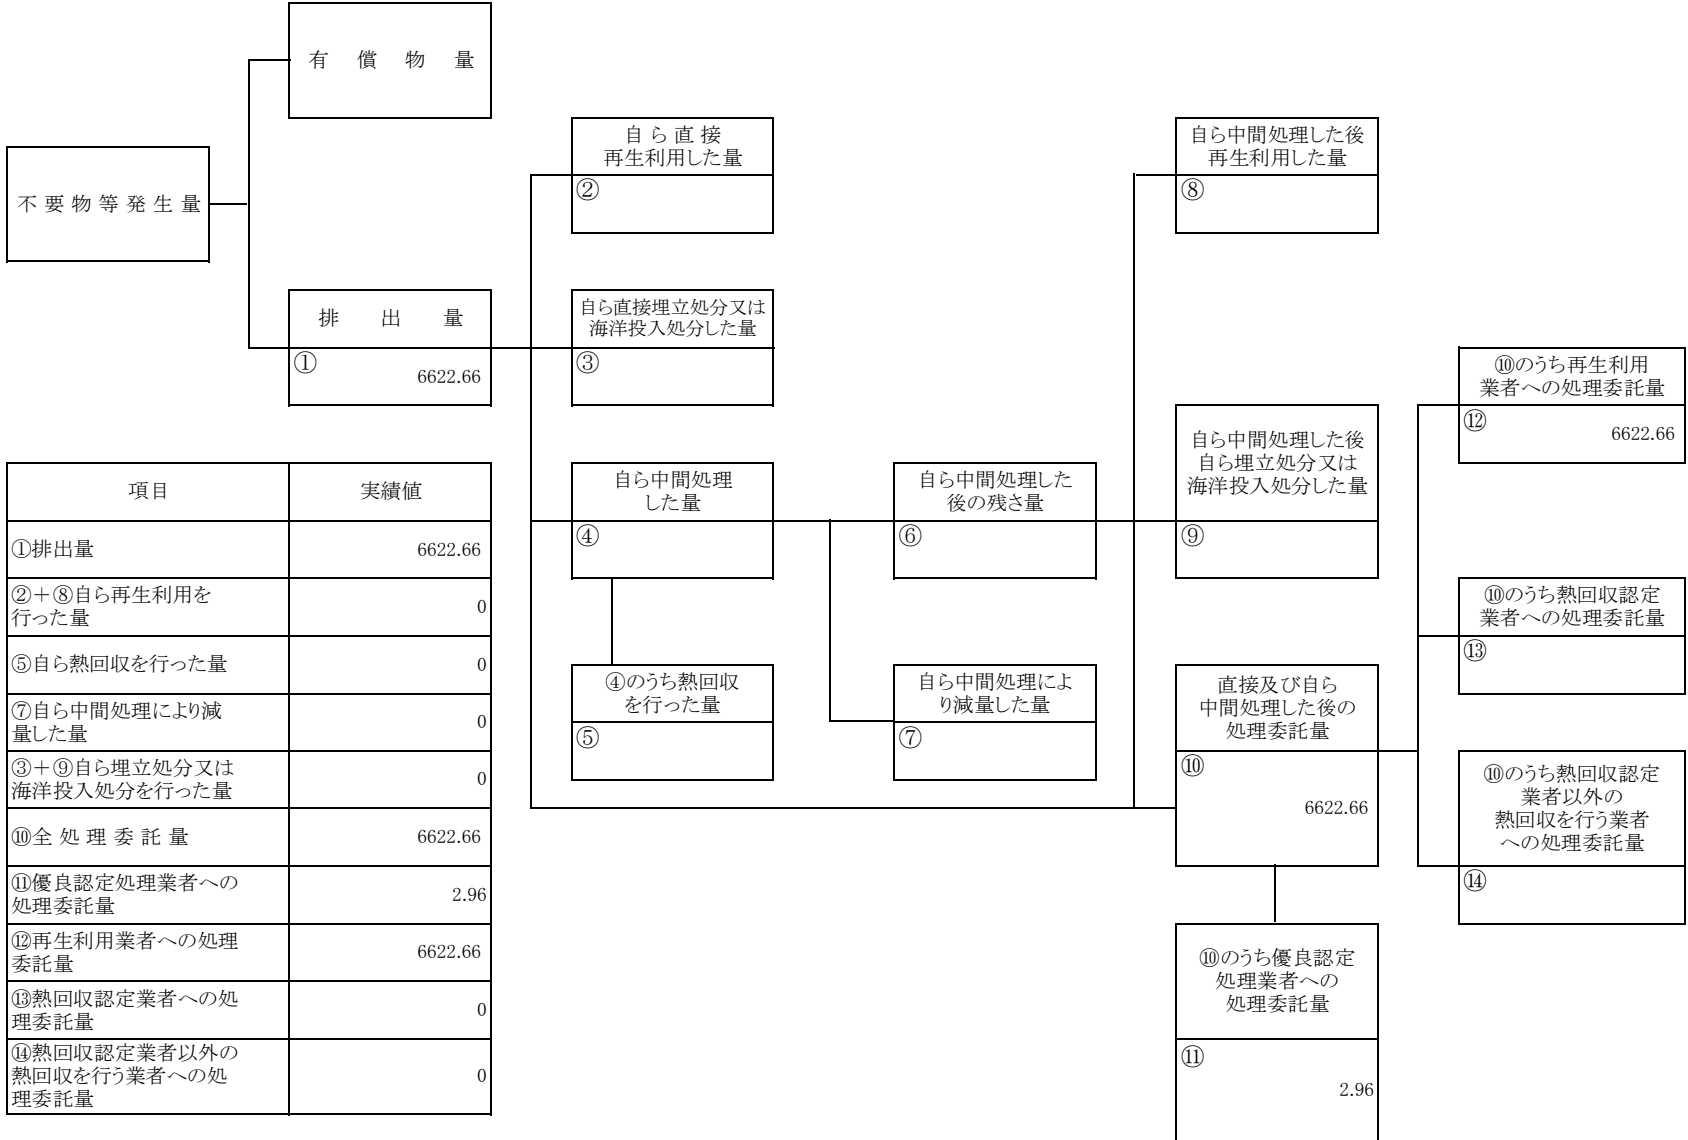 有償物量
不要物等発生量
排出量
①
6622.66
自ら直接
再生利用した量
②
自ら直接埋立処分又は
海洋投入処分した量
③
自ら中間処理
した量
④
④のうち熱回収
を行った量
⑤
自ら中間処理した
後の残さ量
⑥
自ら中間処理によ
り減量した量
⑦
自ら中間処理した後
再生利用した量
⑧
自ら中間処理した後
自ら埋立処分又は
海洋投入処分した量
⑨
直接及び自ら
中間処理した後の
処理委託量
⑩
6622.66
⑩のうち優良認定
処理業者への
処理委託量
⑪
2.96
⑩のうち再生利用
業者への処理委託量
⑫
6622.66
⑩のうち熱回収認定
業者への処理委託量
⑬
⑩のうち熱回収認定
業者以外の
熱回収を行う業者
への処理委託量
⑭
項目 実績値
①排出量 6622.66
②+⑧自ら再生利用を
行った量 0
⑤自ら熱回収を行った量 0
⑦自ら中間処理により減
量した量 0
③+⑨自ら埋立処分又は
海洋投入処分を行った量 0
⑩全処理委託量 6622.66
⑪優良認定処理業者への
処理委託量 2.96
⑫再生利用業者への処理
委託量 6622.66
⑬熱回収認定業者への処
理委託量 0
⑭熱回収認定業者以外の
熱回収を行う業者への処
理委託量 0